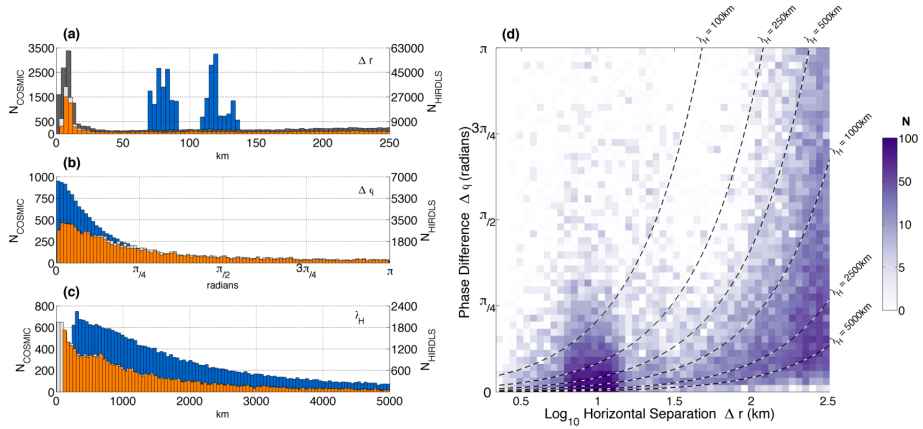 (a)
Δ r
3500
2500
1500
500
0
63000
45000
27000
9000
N_COSMIC
N_HIRDLS
0 50 100 150 200 250
km
(b)
Δ q
1000
750
500
250
0
7000
5400
3500
1800
N_COSMIC
N_HIRDLS
0 π/4 π/2 3π/4 π
radians
(c)
λ_H
800
600
400
200
0
2400
1800
1200
600
N_COSMIC
N_HIRDLS
0 1000 2000 3000 4000 5000
km
(d)
λ_H = 100km
λ_H = 250km
λ_H = 500km
λ_H = 1000km
λ_H = 2500km
λ_H = 5000km
π
3π/4
π/2
π/4
0
Phase Difference Δ q (radians)
0.5 1.0 1.5 2.0 2.5
Log₁₀ Horizontal Separation Δ r (km)
N
100
50
10
5
0